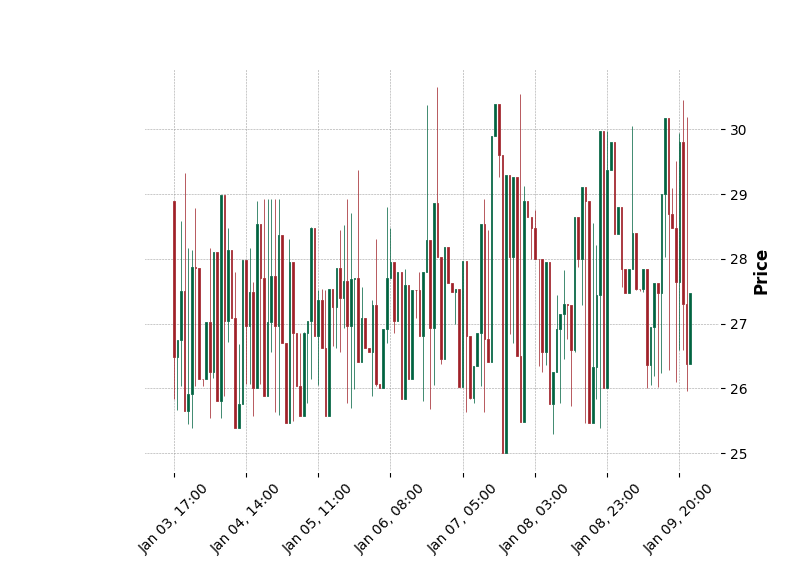 30
29
28
27
26
25
Price
Jan 03, 17:00
Jan 04, 14:00
Jan 05, 11:00
Jan 06, 08:00
Jan 07, 05:00
Jan 08, 03:00
Jan 08, 23:00
Jan 09, 20:00